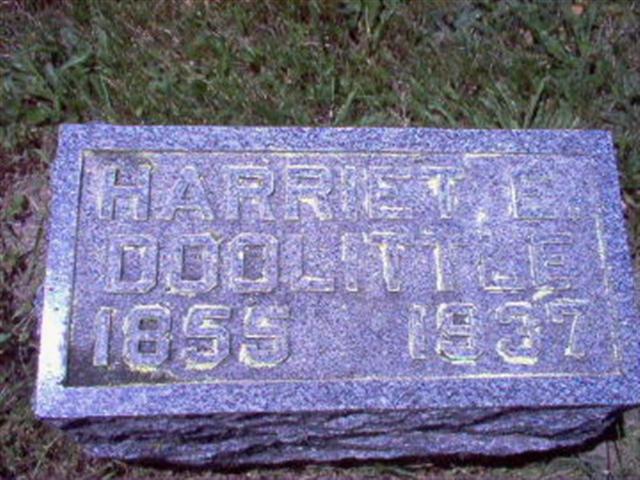 HARRIET E.
DOOLITTLE
1855 1937